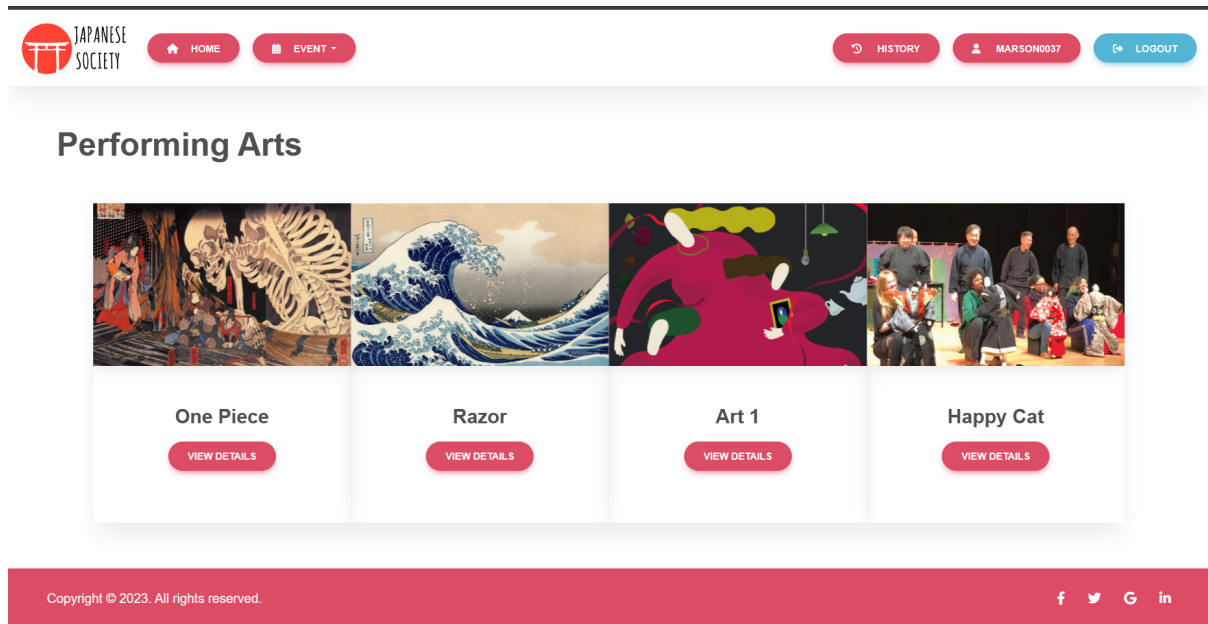 JAPANESE
SOCIETY
HOME
EVENT
HISTORY
MARSON0037
LOGOUT
Performing Arts
One Piece
Razor
Art 1
Happy Cat
VIEW DETAILS
VIEW DETAILS
VIEW DETAILS
VIEW DETAILS
Copyright © 2023. All rights reserved.